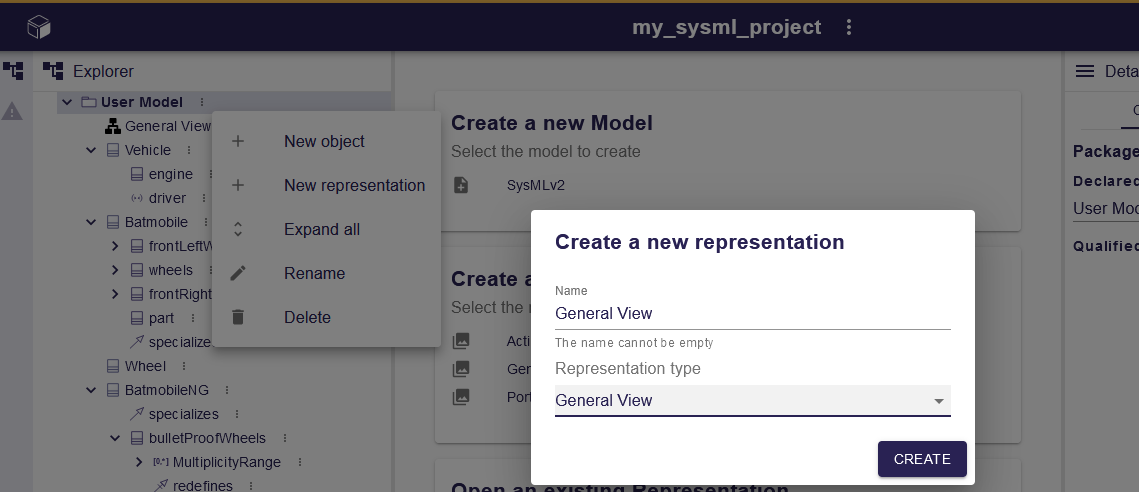 my_sysml_project
Explorer
Deta
User Model
General View
Vehicle
engine
driver
Batmobile
frontLeftW
wheels
frontRight
part
specialize
Wheel
BatmobileNG
specializes
bulletProofWheels
[0..*] MultiplicityRange
redefines
New object
New representation
Expand all
Rename
Delete
Create a new Model
Select the model to create
SysMLv2
Create a
Select the
Acti
Gen
Port
Open an existing Representation
Create a new representation
Name
General View
The name cannot be empty
Representation type
General View
CREATE
Package
Declared
User Mod
Qualified